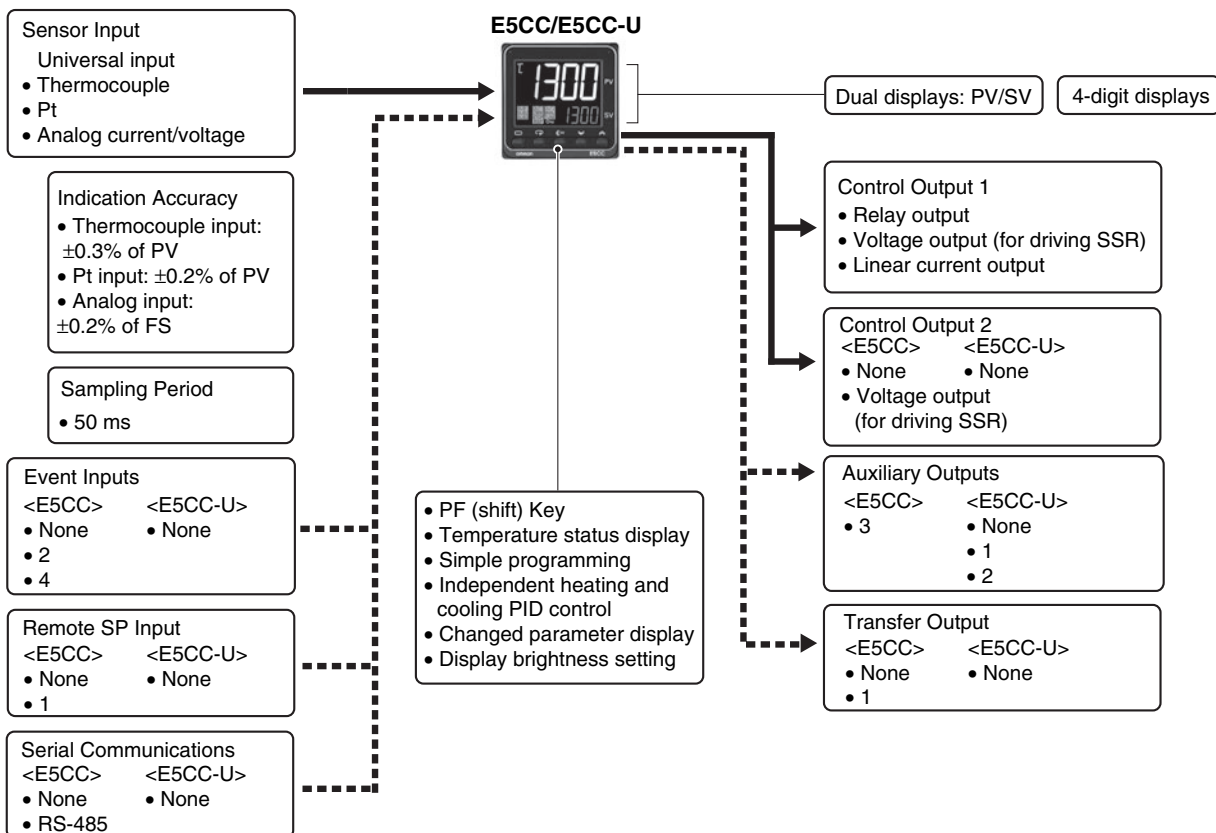 E5CC/E5CC-U
Sensor Input
Universal input
• Thermocouple
• Pt
• Analog current/voltage
Indication Accuracy
• Thermocouple input:
±0.3% of PV
• Pt input: ±0.2% of PV
• Analog input:
±0.2% of FS
Sampling Period
• 50 ms
Event Inputs
<E5CC> <E5CC-U>
• None • None
• 2
• 4
Remote SP Input
<E5CC> <E5CC-U>
• None • None
• 1
Serial Communications
<E5CC> <E5CC-U>
• None • None
• RS-485
1300
PV
1300
SV
OMRON E5CC
• PF (shift) Key
• Temperature status display
• Simple programming
• Independent heating and
cooling PID control
• Changed parameter display
• Display brightness setting
Dual displays: PV/SV
4-digit displays
Control Output 1
• Relay output
• Voltage output (for driving SSR)
• Linear current output
Control Output 2
<E5CC> <E5CC-U>
• None • None
• Voltage output
(for driving SSR)
Auxiliary Outputs
<E5CC> <E5CC-U>
• 3 • None
• 1
• 2
Transfer Output
<E5CC> <E5CC-U>
• None • None
• 1